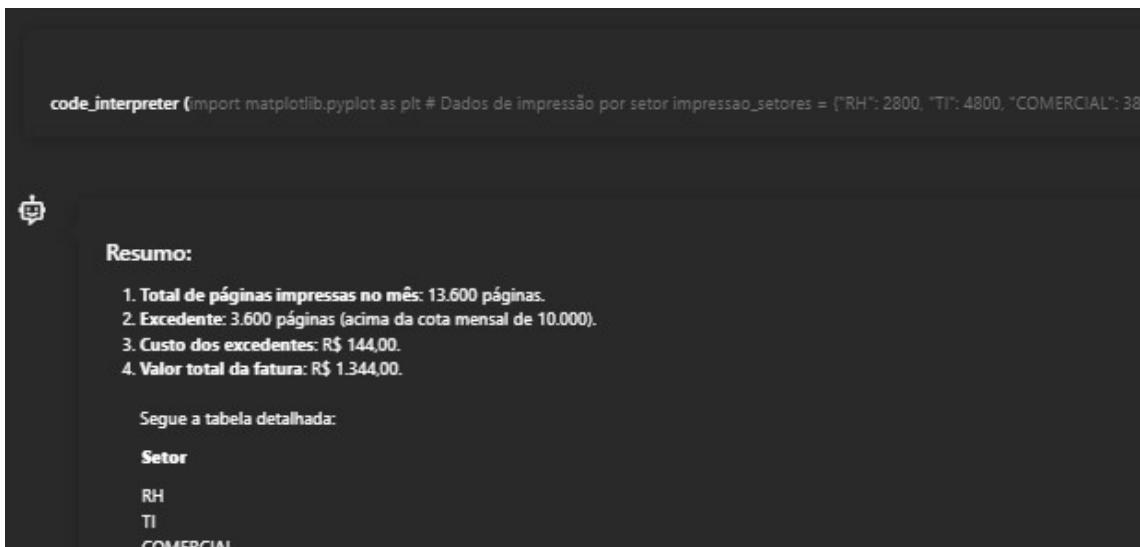 code_interpreter (import matplotlib.pyplot as plt # Dados de impressão por setor impressao_setores = {"RH": 2800, "TI": 4800, "COMERCIAL": 38
Resumo:
1. Total de páginas impressas no mês: 13.600 páginas.
2. Excedente: 3.600 páginas (acima da cota mensal de 10.000).
3. Custo dos excedentes: R$ 144,00.
4. Valor total da fatura: R$ 1.344,00.
Segue a tabela detalhada:
Setor
RH
TI
COMERCIAL